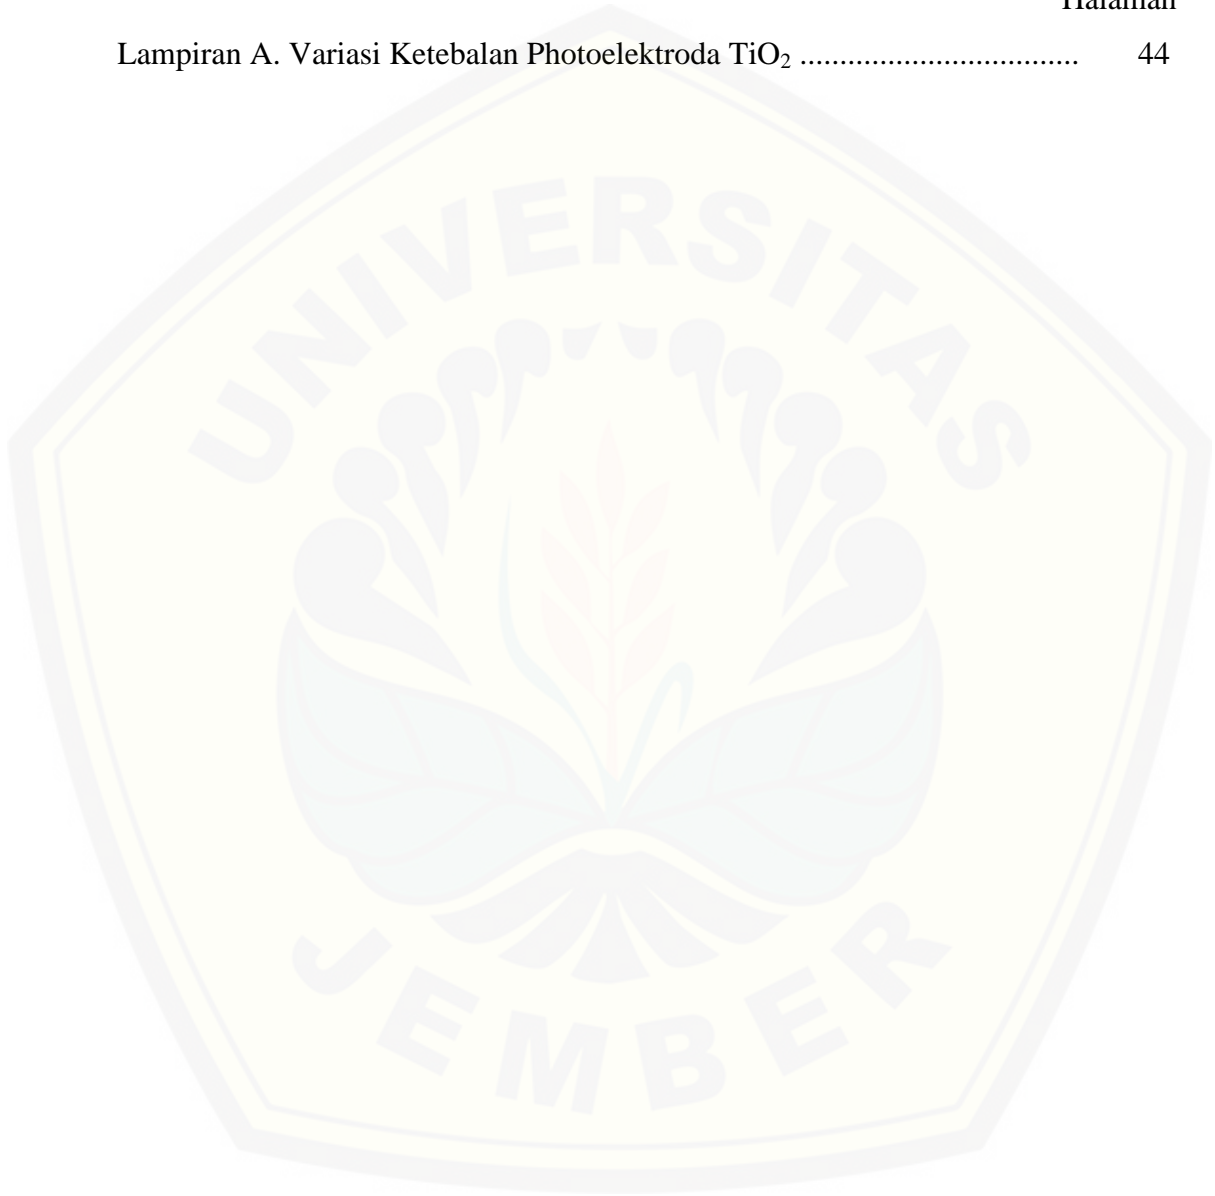 Halaman
Lampiran A. Variasi Ketebalan Photoelektroda TiO₂ ................................... 44
UNIVERSITAS
JEMBER